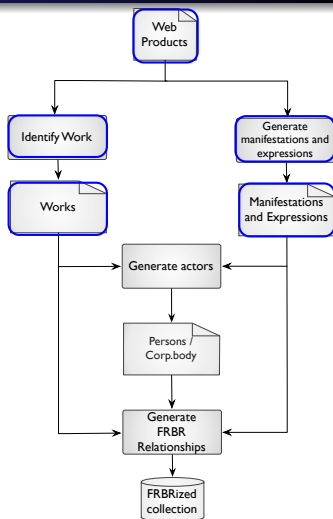 Web
Products
Identify Work
Generate
manifestations and
expressions
Works
Manifestations
and Expressions
Generate actors
Persons /
Corp.body
Generate
FRBR
Relationships
FRBRized
collection